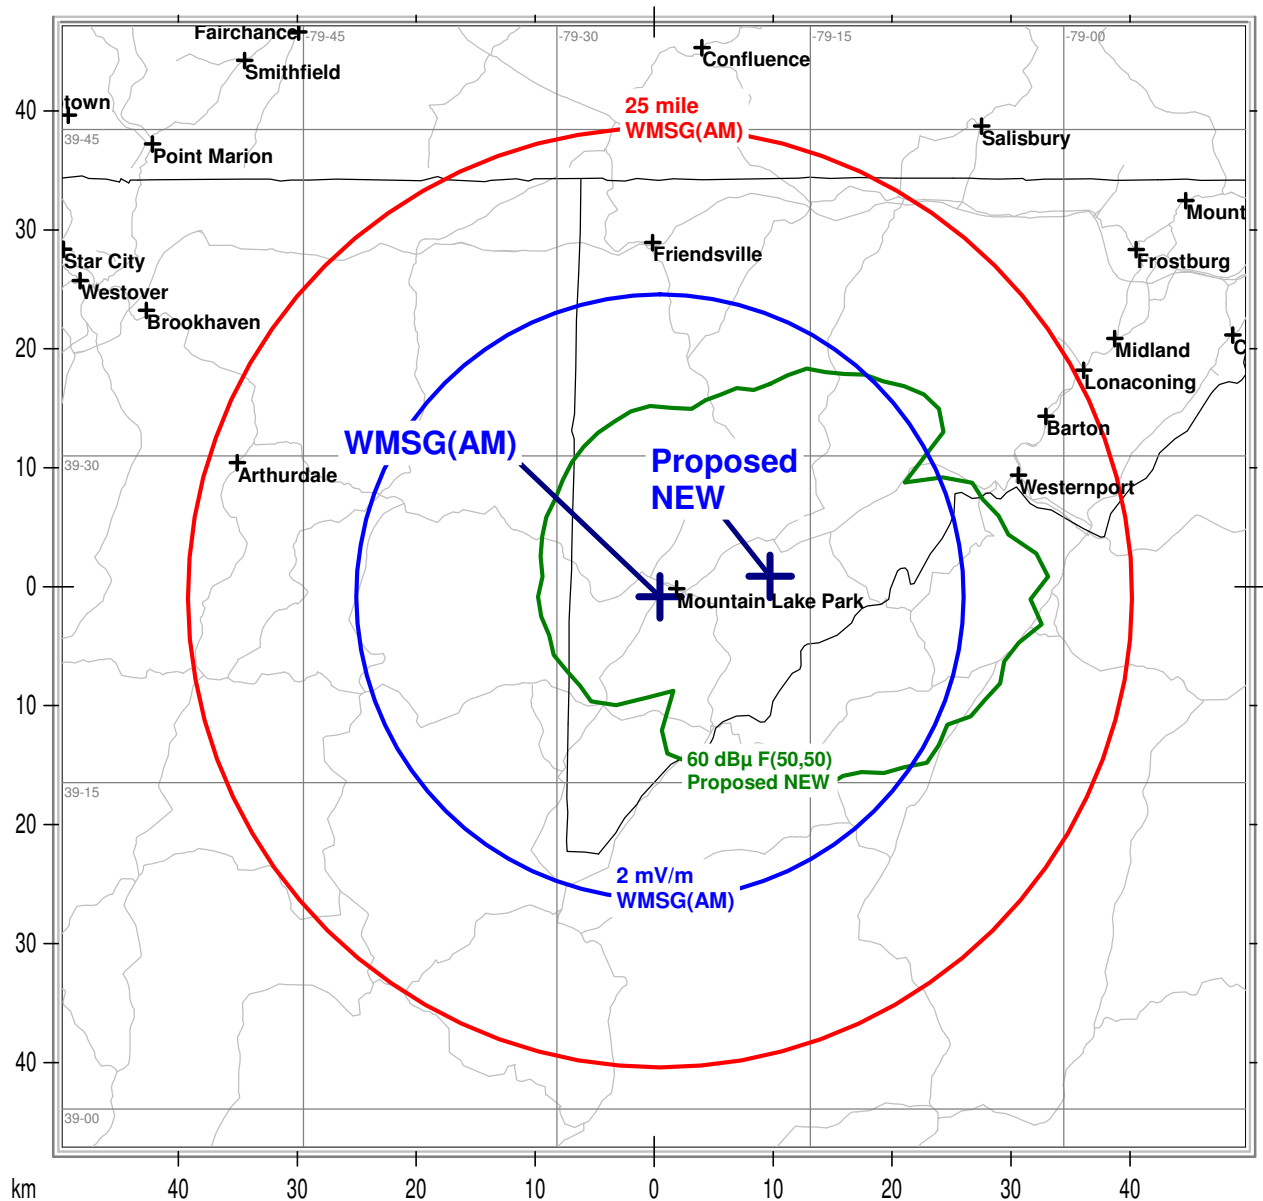 Fairchance
-79-45
-79-30
-79-15
-79-00
Smithfield
Confluence
town
40
25 mile
WMSG(AM)
39-45
Salisbury
Point Marion
30
Mount
Star City
Friendsville
Frostburg
Westover
Brookhaven
20
Midland
C
Lonaconing
Barton
WMSG(AM)
Proposed
NEW
39-30
10
Arthurdale
Westernport
0
Mountain Lake Park
10
60 dBµ F(50,50)
Proposed NEW
39-15
20
2 mV/m
WMSG(AM)
30
40
39-00
km 40 30 20 10 0 10 20 30 40